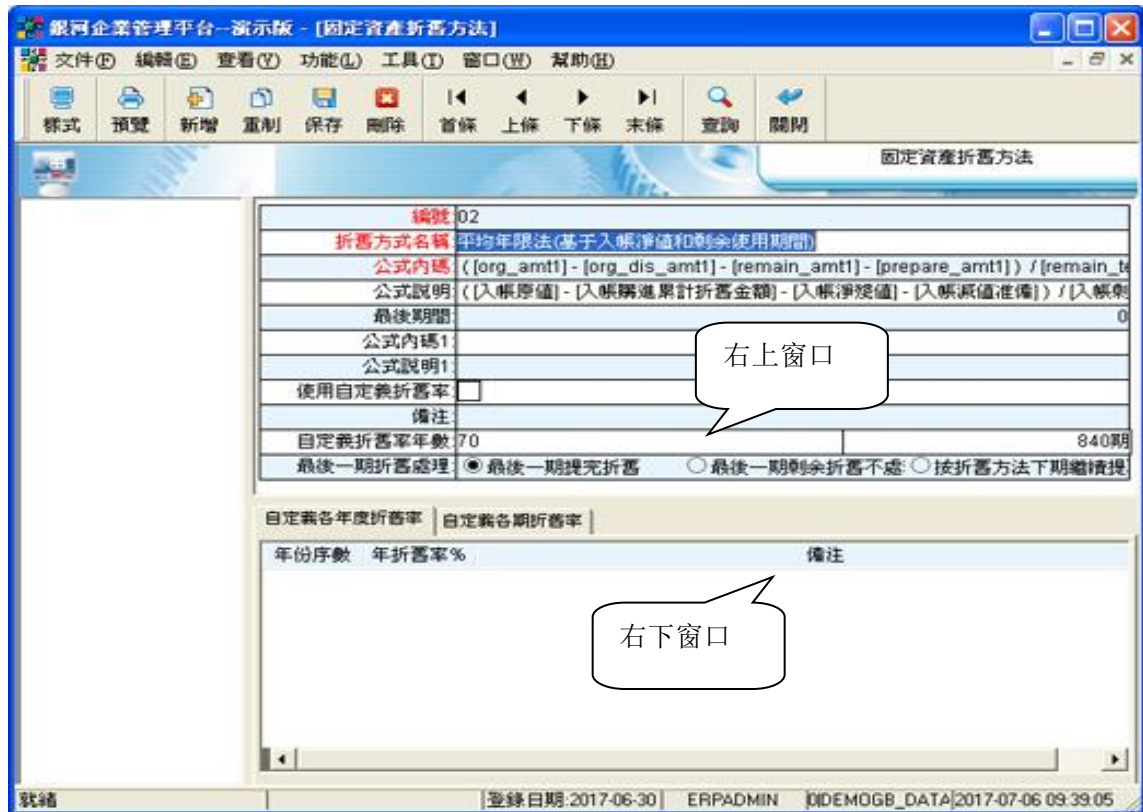 銀河企業管理平台--演示版 - [固定資產折舊方法]
文件(F) 編輯(E) 查看(V) 功能(L) 工具(T) 窗口(W) 幫助(H)
樣式 預覽 新增 重制 保存 刪除 首條 上條 下條 末條 查詢 關閉
固定資產折舊方法
編號 02
折舊方式名稱 平均年限法(基于入帳淨值和剩余使用期間)
公式內碼 ( [org_amt1] - [org_dis_amt1] - [remain_amt1] - [prepare_amt1] ) / [remain_te
公式說明 ( [入帳原值] - [入帳購進累計折舊金額] - [入帳淨殘值] - [入帳減值准備] ) / [入帳剩
最後期間 0
公式內碼1:
公式說明1:
使用自定義折舊率
備注
自定義折舊率年數 70 840期
最後一期折舊處理 最後一期提完折舊 最後一期剩余折舊不處 按折舊方法下期繼續提
右上窗口
自定義各年度折舊率 自定義各期折舊率
年份序數 年折舊率% 備注
右下窗口
就緒 登錄日期:2017-06-30 ERPADMIN [0]DEMOGB_DATA 2017-07-06 09:39:05